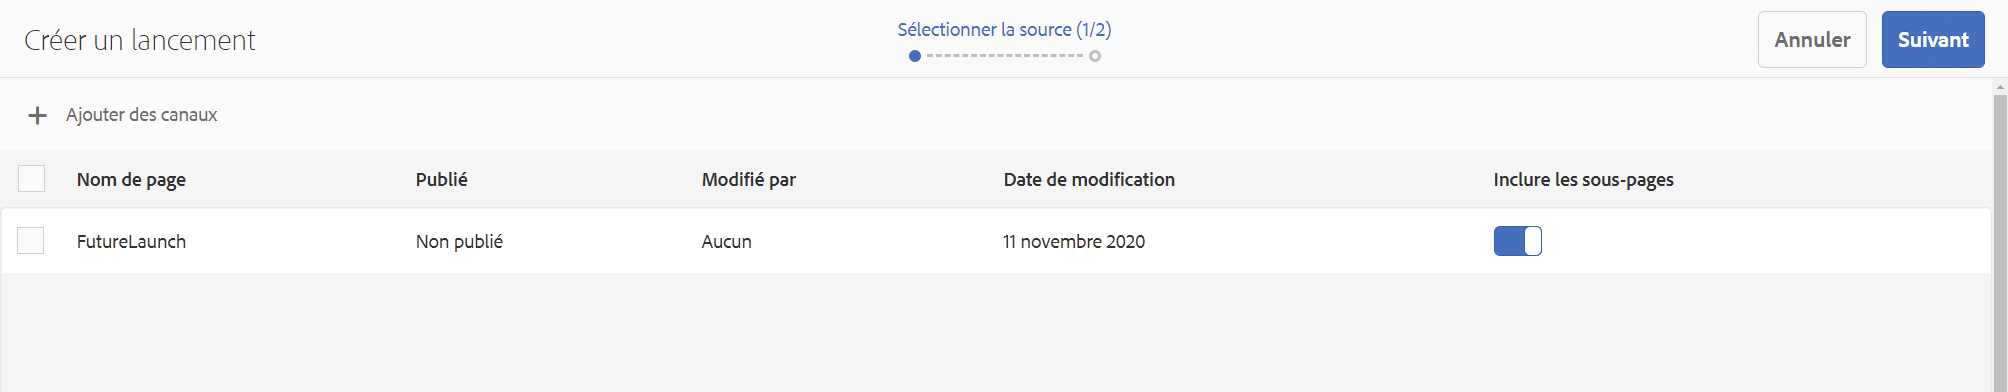 Créer un lancement
Sélectionner la source (1/2)
Annuler
Suivant
Ajouter des canaux
Nom de page Publié Modifié par Date de modification Inclure les sous-pages
FutureLaunch Non publié Aucun 11 novembre 2020